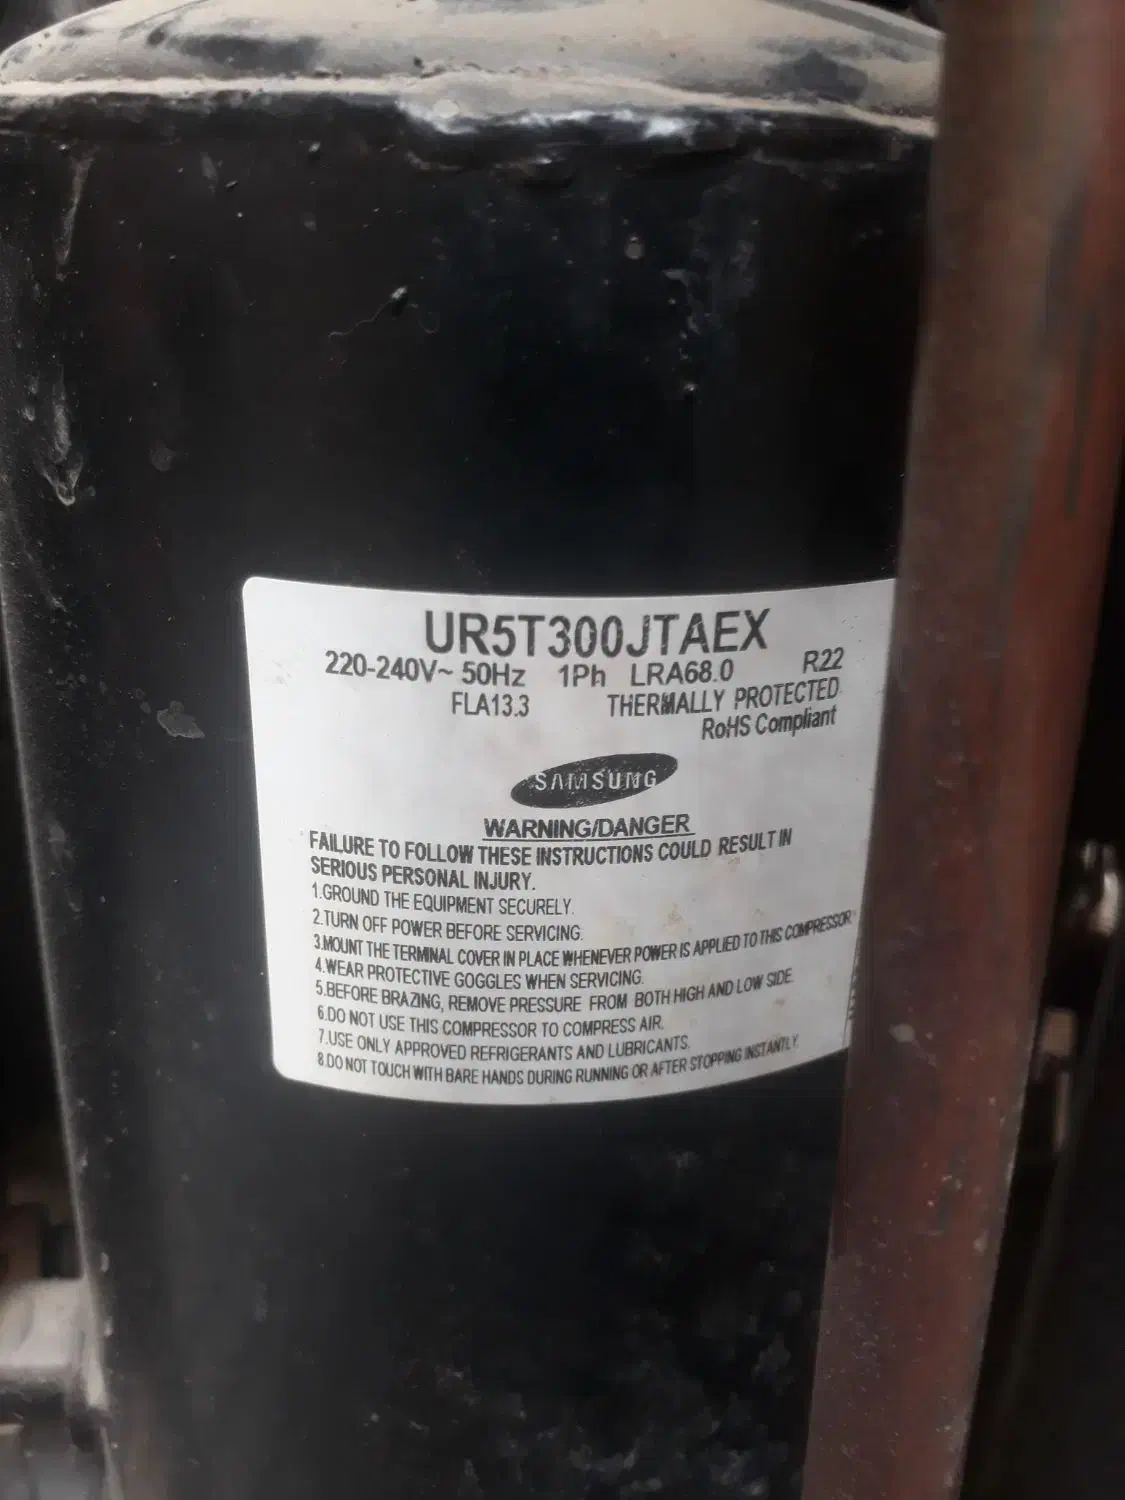 UR5T300JTAEX
220-240V~ 50Hz 1Ph LRA68.0 R22
FLA13.3 THERMALLY PROTECTED
RoHS Compliant
SAMSUNG
WARNING/DANGER
FAILURE TO FOLLOW THESE INSTRUCTIONS COULD RESULT IN
SERIOUS PERSONAL INJURY.
1.GROUND THE EQUIPMENT SECURELY.
2.TURN OFF POWER BEFORE SERVICING.
3.MOUNT THE TERMINAL COVER IN PLACE WHENEVER POWER IS APPLIED TO THIS COMPRESSOR
4.WEAR PROTECTIVE GOGGLES WHEN SERVICING.
5.BEFORE BRAZING, REMOVE PRESSURE FROM BOTH HIGH AND LOW SIDE.
6.DO NOT USE THIS COMPRESSOR TO COMPRESS AIR.
7.USE ONLY APPROVED REFRIGERANTS AND LUBRICANTS.
8.DO NOT TOUCH WITH BARE HANDS DURING RUNNING OR AFTER STOPPING INSTANTLY.